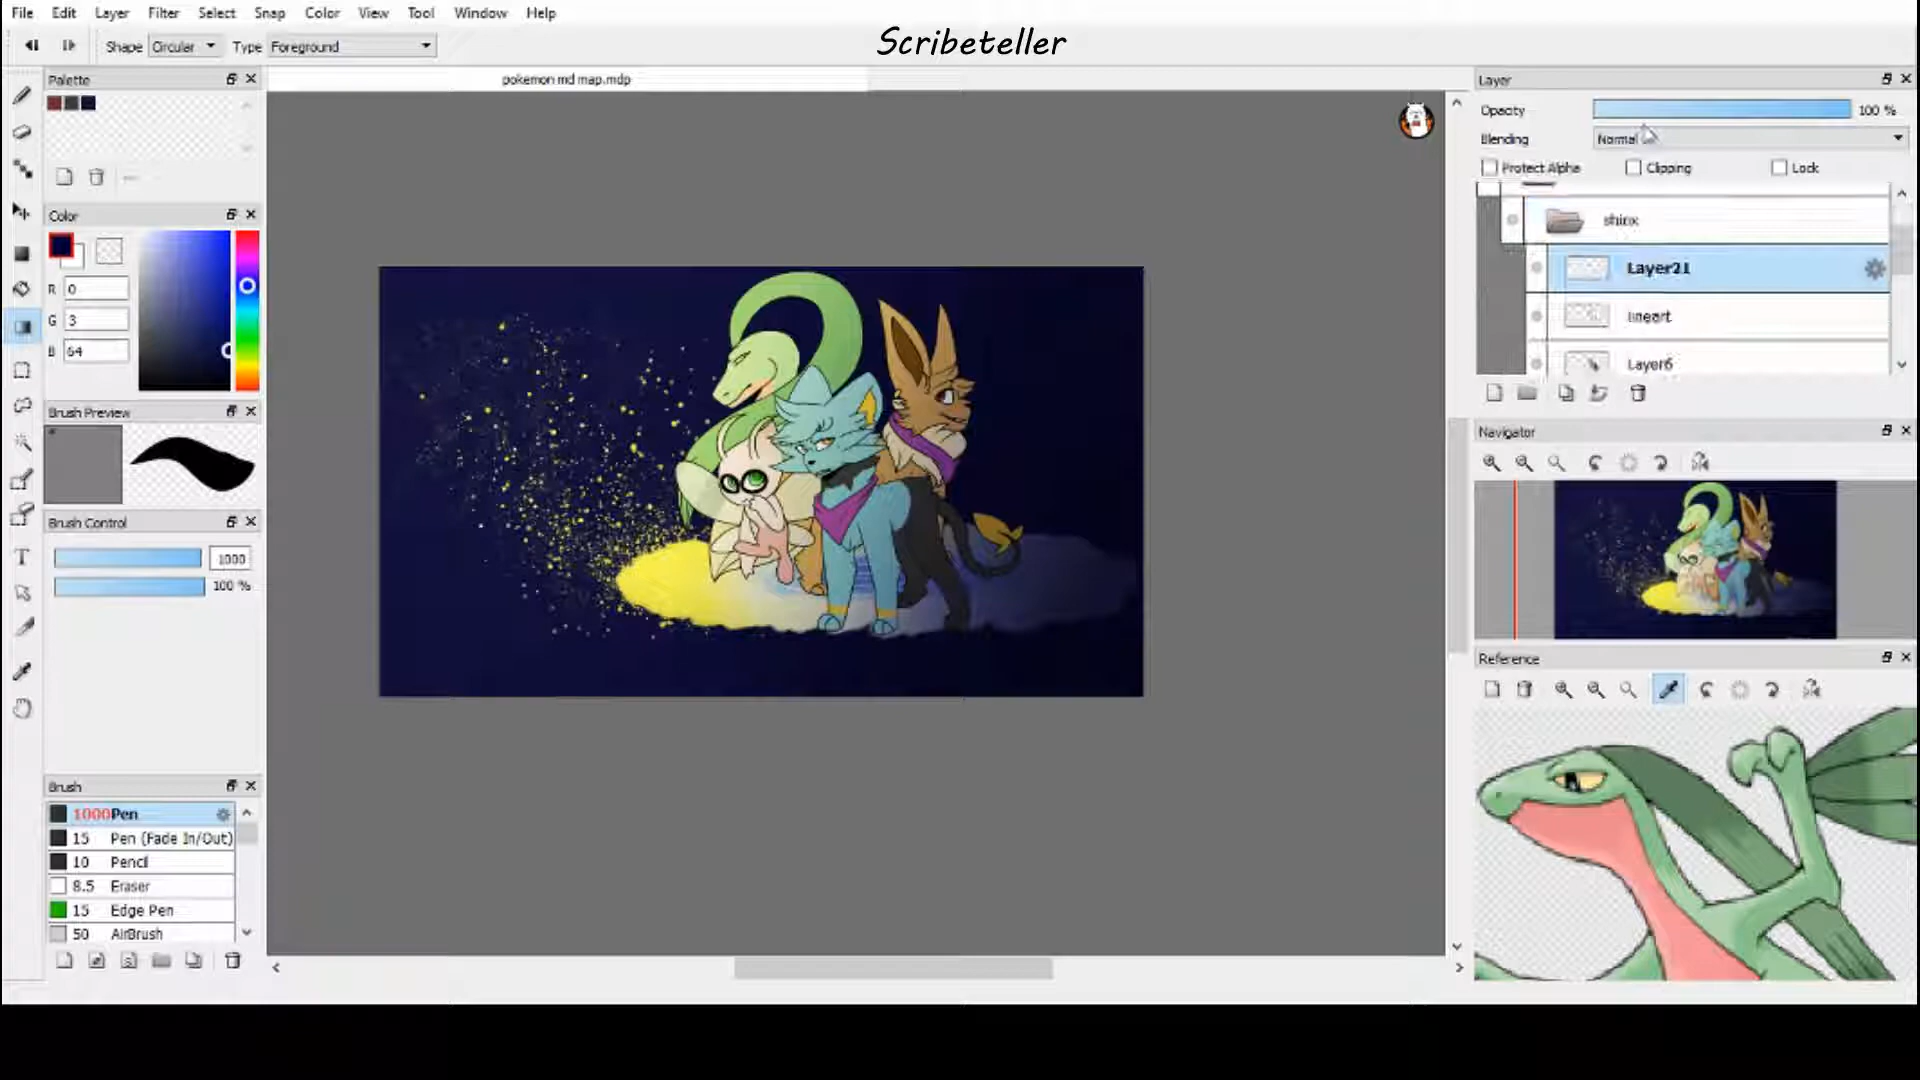 File Edit Layer Filter Select Snap Color View Tool Window Help
Shape Circular Type Foreground
Scribeteller
Palette
pokemon md map.mdp
Layer
Opacity 100 %
Blending Normal
Protect Alpha Clipping Lock
shinx
Layer21
lineart
Layer6
Color
R 0
G 3
B 64
Brush Preview
Navigator
Brush Control
1000
100 %
Reference
Brush
1000 Pen
15 Pen (Fade In/Out)
10 Pencil
8.5 Eraser
15 Edge Pen
50 AirBrush